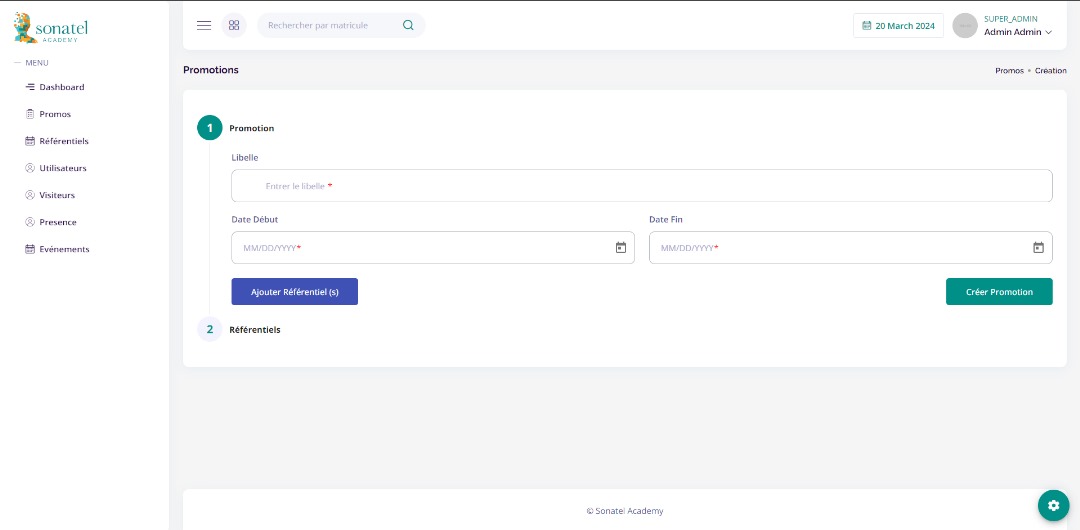 sonatel
ACADEMY
MENU
Dashboard
Promos
Référentiels
Utilisateurs
Visiteurs
Presence
Evénements
Rechercher par matricule
20 March 2024
SUPER_ADMIN
Admin Admin
Promotions
Promos • Création
1 Promotion
Libelle
Entrer le libelle *
Date Début
Date Fin
MM/DD/YYYY*
MM/DD/YYYY*
Ajouter Référentiel (s)
Créer Promotion
2 Référentiels
© Sonatel Academy